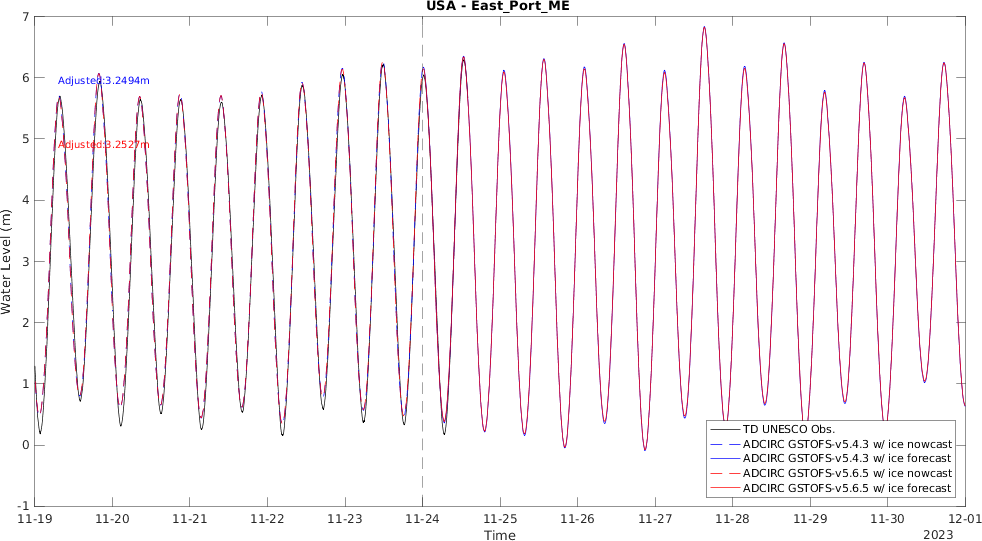 USA - East_Port_ME
7
6
5
4
3
2
1
0
-1
Water Level (m)
Adjusted:3.2494m
Adjusted:3.2527m
TD UNESCO Obs.
ADCIRC GSTOFS-v5.4.3 w/ ice nowcast
ADCIRC GSTOFS-v5.4.3 w/ ice forecast
ADCIRC GSTOFS-v5.6.5 w/ ice nowcast
ADCIRC GSTOFS-v5.6.5 w/ ice forecast
11-19 11-20 11-21 11-22 11-23 11-24 11-25 11-26 11-27 11-28 11-29 11-30 12-01
Time
2023